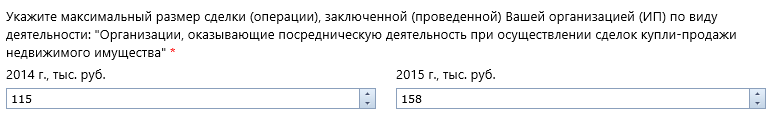 Укажите максимальный размер сделки (операции), заключенной (проведенной) Вашей организацией (ИП) по виду
деятельности: "Организации, оказывающие посредническую деятельность при осуществлении сделок купли-продажи
недвижимого имущества" *
2014 г., тыс. руб. 2015 г., тыс. руб.
115 158